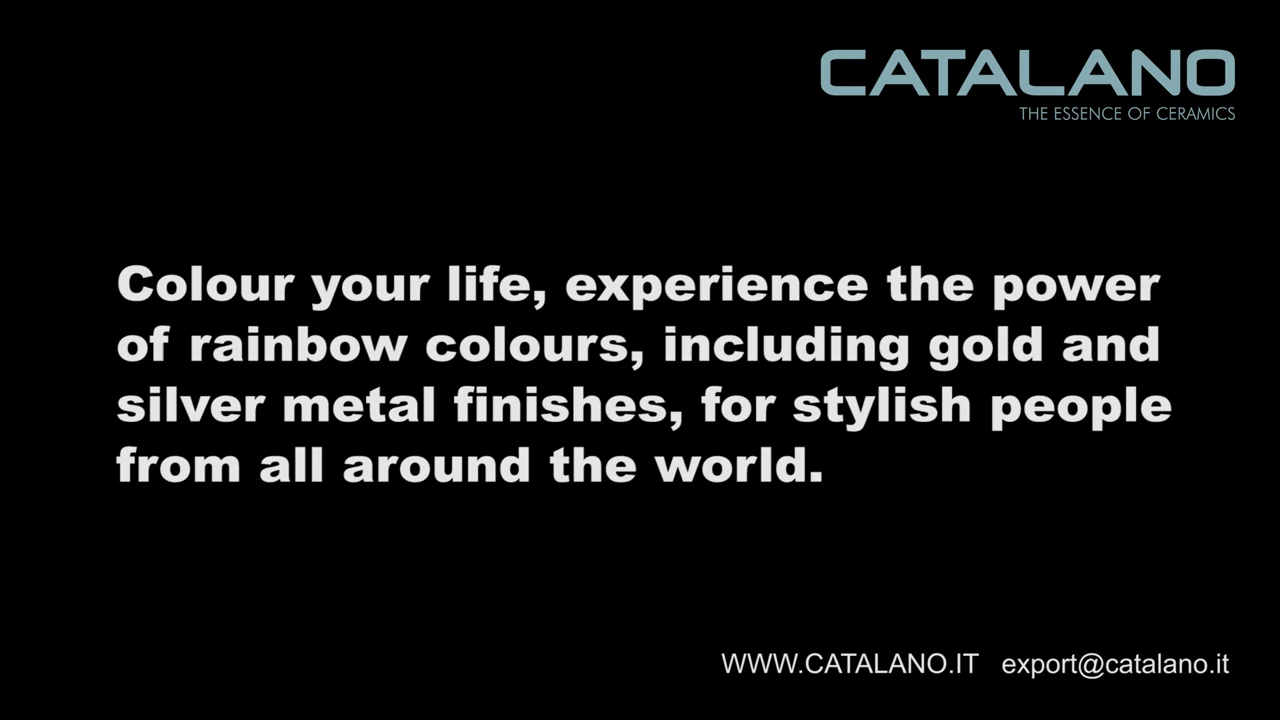 CATALANO
THE ESSENCE OF CERAMICS
Colour your life, experience the power
of rainbow colours, including gold and
silver metal finishes, for stylish people
from all around the world.
WWW.CATALANO.IT export@catalano.it